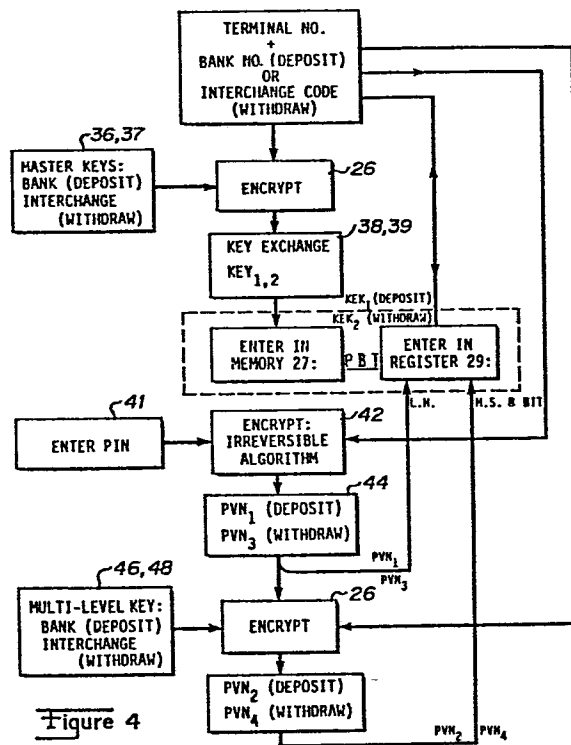 TERMINAL NO.
+
BANK NO. (DEPOSIT)
OR
INTERCHANGE CODE
(WITHDRAW)
36,37
MASTER KEYS:
BANK (DEPOSIT)
INTERCHANGE
(WITHDRAW)
26
ENCRYPT
38,39
KEY EXCHANGE
KEY1,2
KEK1 (DEPOSIT)
KEK2 (WITHDRAW)
ENTER IN
MEMORY 27:
PBT
ENTER IN
REGISTER 29:
L.H.
M.S. 8 BIT
41
ENTER PIN
42
ENCRYPT:
IRREVERSIBLE
ALGORITHM
44
PVN1 (DEPOSIT)
PVN3 (WITHDRAW)
PVN1
PVN3
46,48
MULTI-LEVEL KEY:
BANK (DEPOSIT)
INTERCHANGE
(WITHDRAW)
26
ENCRYPT
PVN2 (DEPOSIT)
PVN4 (WITHDRAW)
PVN2
PVN4
Figure 4